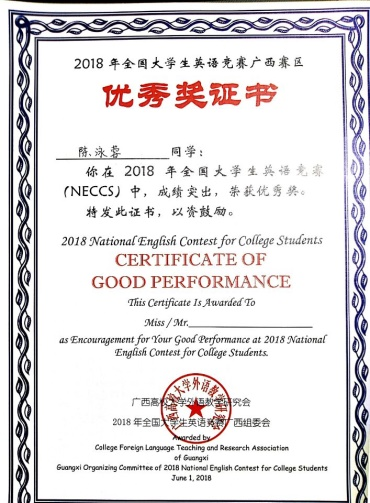 2018 年全国大学生英语竞赛广西赛区
优秀奖证书
陈泳蓉 同学：
你在 2018 年全国大学生英语竞赛
（NECCS）中，成绩突出，荣获优秀奖。
特发此证书，以资鼓励。
2018 National English Contest for College Students
CERTIFICATE OF
GOOD PERFORMANCE
This Certificate Is Awarded To
Miss / Mr.
as Encouragement for Your Good Performance at 2018 National
English Contest for College Students.
广西高校大学外语教学研究会
2018 年全国大学生英语竞赛广西组委会
Awarded by
College Foreign Language Teaching and Research Association
of Guangxi
Guangxi Organizing Committee of 2018 National English Contest for College Students
June 1, 2018